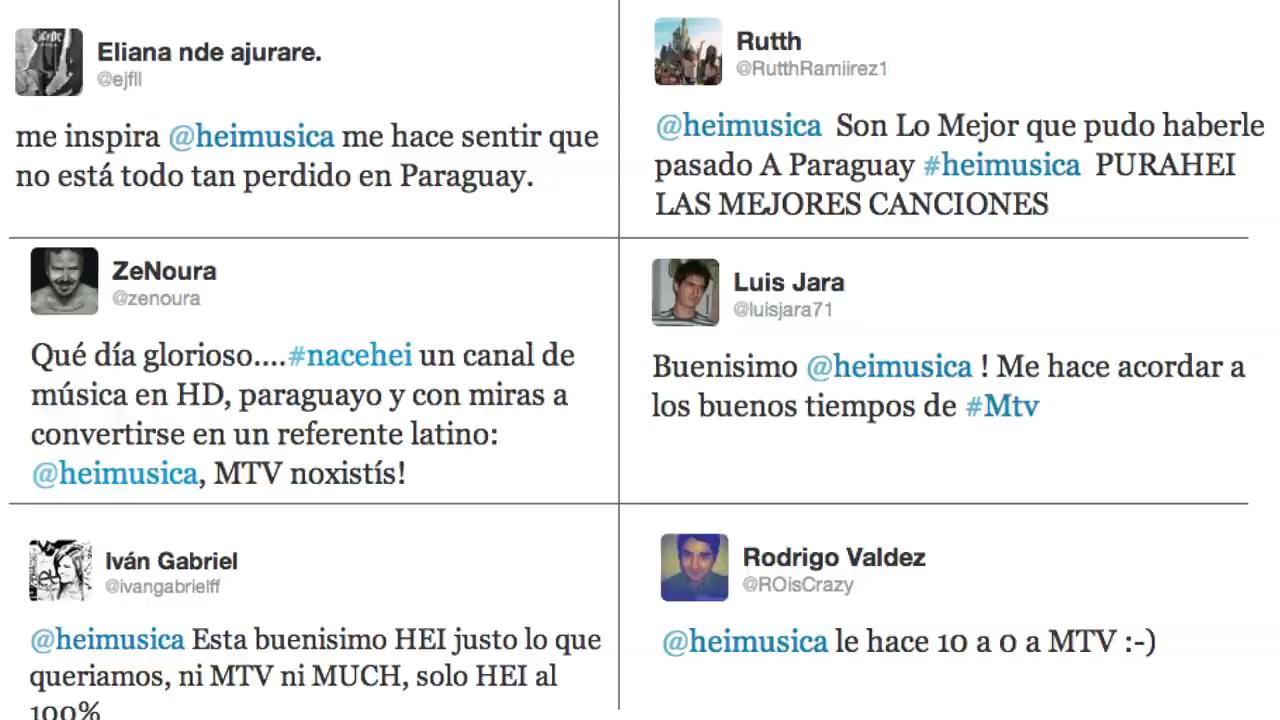 Eliana nde ajurare.
@ejfll
me inspira @heimusica me hace sentir que
no está todo tan perdido en Paraguay.
Rutth
@RutthRamiirez1
@heimusica Son Lo Mejor que pudo haberle
pasado A Paraguay #heimusica PURAHEI
LAS MEJORES CANCIONES
ZeNoura
@zenoura
Qué día glorioso....#nacehei un canal de
música en HD, paraguayo y con miras a
convertirse en un referente latino:
@heimusica, MTV noxistís!
Luis Jara
@luisjara71
Buenisimo @heimusica ! Me hace acordar a
los buenos tiempos de #Mtv
Iván Gabriel
@ivangabrielff
@heimusica Esta buenisimo HEI justo lo que
queriamos, ni MTV ni MUCH, solo HEI al
100%
Rodrigo Valdez
@ROisCrazy
@heimusica le hace 10 a 0 a MTV :-)